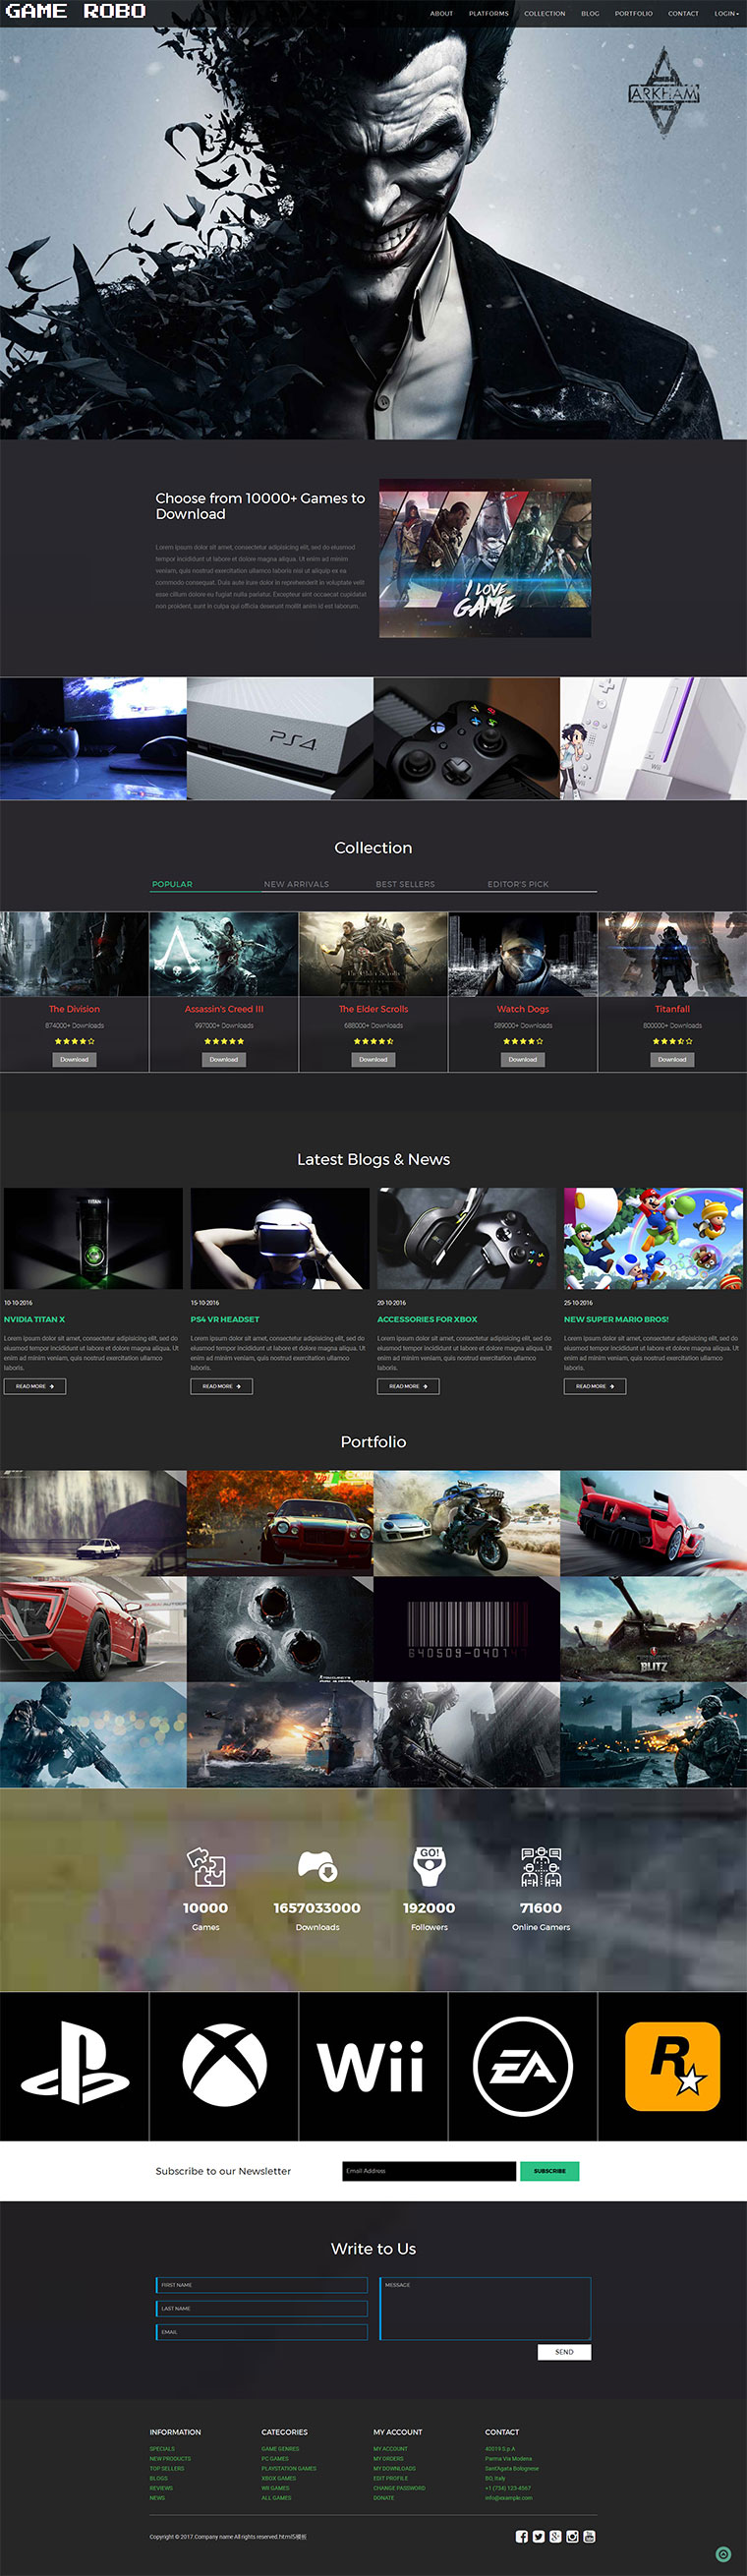 GAME ROBO
ABOUT PLATFORMS COLLECTION BLOG PORTFOLIO CONTACT LOGIN
ARKHAM
Choose from 10000+ Games to
Download
Lorem ipsum dolor sit amet, consectetur adipisicing elit, sed do eiusmod
tempor incididunt ut labore et dolore magna aliqua. Ut enim ad minim
veniam, quis nostrud exercitation ullamco laboris nisi ut aliquip ex ea
commodo consequat. Duis aute irure dolor in reprehenderit in voluptate velit
esse cillum dolore eu fugiat nulla pariatur. Excepteur sint occaecat cupidatat
non proident, sunt in culpa qui officia deserunt mollit anim id est laborum.
I LOVE
GAME
PS4
Wii
Collection
POPULAR NEW ARRIVALS BEST SELLERS EDITOR'S PICK
The Division
874000+ Downloads
Download
Assassin's Creed III
997000+ Downloads
Download
The Elder Scrolls
688000+ Downloads
Download
Watch Dogs
589000+ Downloads
Download
Titanfall
800000+ Downloads
Download
Latest Blogs & News
TITAN
10-10-2016
NVIDIA TITAN X
Lorem ipsum dolor sit amet, consectetur adipisicing elit, sed do
eiusmod tempor incididunt ut labore et dolore magna aliqua. Ut
enim ad minim veniam, quis nostrud exercitation ullamco
laboris.
READ MORE
15-10-2016
PS4 VR HEADSET
Lorem ipsum dolor sit amet, consectetur adipisicing elit, sed do
eiusmod tempor incididunt ut labore et dolore magna aliqua. Ut
enim ad minim veniam, quis nostrud exercitation ullamco
laboris.
READ MORE
20-10-2016
ACCESSORIES FOR XBOX
Lorem ipsum dolor sit amet, consectetur adipisicing elit, sed do
eiusmod tempor incididunt ut labore et dolore magna aliqua. Ut
enim ad minim veniam, quis nostrud exercitation ullamco
laboris.
READ MORE
25-10-2016
NEW SUPER MARIO BROS!
Lorem ipsum dolor sit amet, consectetur adipisicing elit, sed do
eiusmod tempor incididunt ut labore et dolore magna aliqua. Ut
enim ad minim veniam, quis nostrud exercitation ullamco
laboris.
READ MORE
Portfolio
BLITZ
GO!
10000
Games
1657033000
Downloads
192000
Followers
71600
Online Gamers
Wii
EA
R
Subscribe to our Newsletter
Email Address
SUBSCRIBE
Write to Us
FIRST NAME
LAST NAME
EMAIL
MESSAGE
SEND
INFORMATION
SPECIALS
NEW PRODUCTS
TOP SELLERS
BLOGS
REVIEWS
NEWS
CATEGORIES
GAME GENRES
PC GAMES
PLAYSTATION GAMES
XBOX GAMES
WII GAMES
ALL GAMES
MY ACCOUNT
MY ACCOUNT
MY ORDERS
MY DOWNLOADS
EDIT PROFILE
CHANGE PASSWORD
DONATE
CONTACT
40019 S.p.A
Parma Via Modena
Sant'Agata Bolognese
BO, Italy
+1 (734) 123-4567
info@example.com
Copyright © 2017.Company name All rights reserved.html5模板